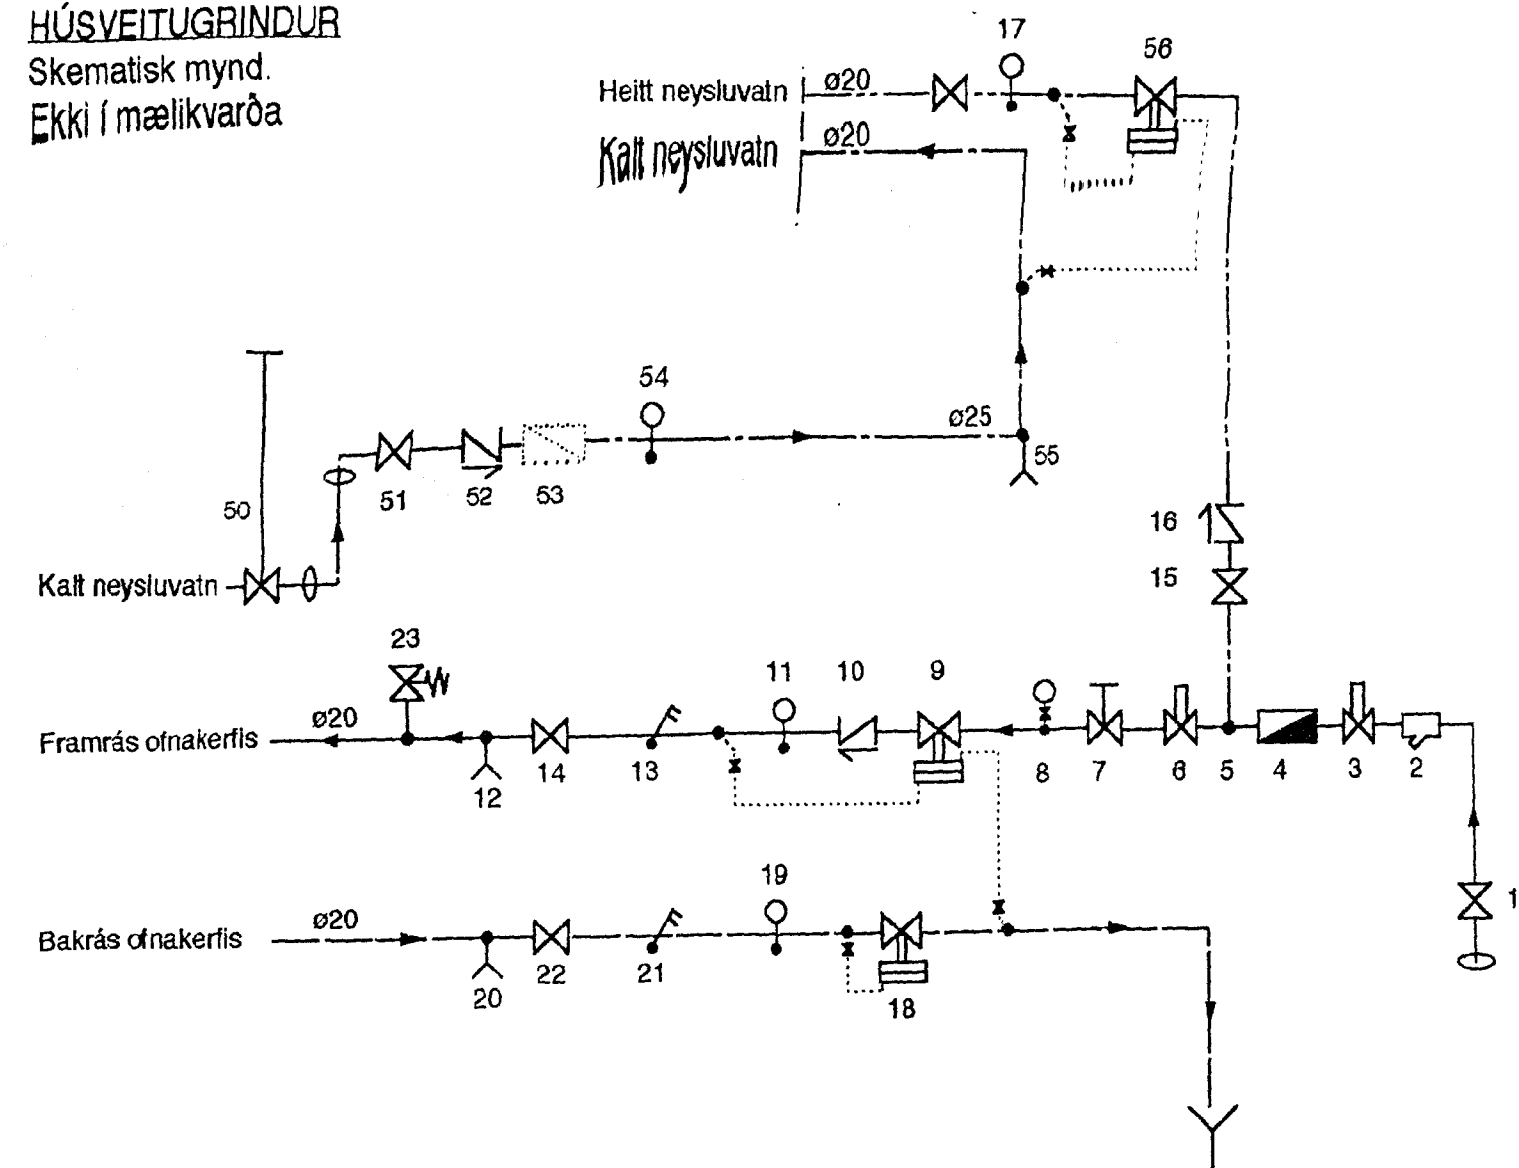 HÚSVEITUGRINDUR
Skematisk mynd.
Ekki í mælikvarða
17
56
Heitt neysluvatn
ø20
Kalt neysluvatn
ø20
54
ø25
50
51
52
53
55
16
15
Kalt neysluvatn
23
11
10
9
Framrás ofnakerfis
ø20
12
14
13
8
7
6
5
4
3
2
19
1
Bakrás ofnakerfis
ø20
20
22
21
18